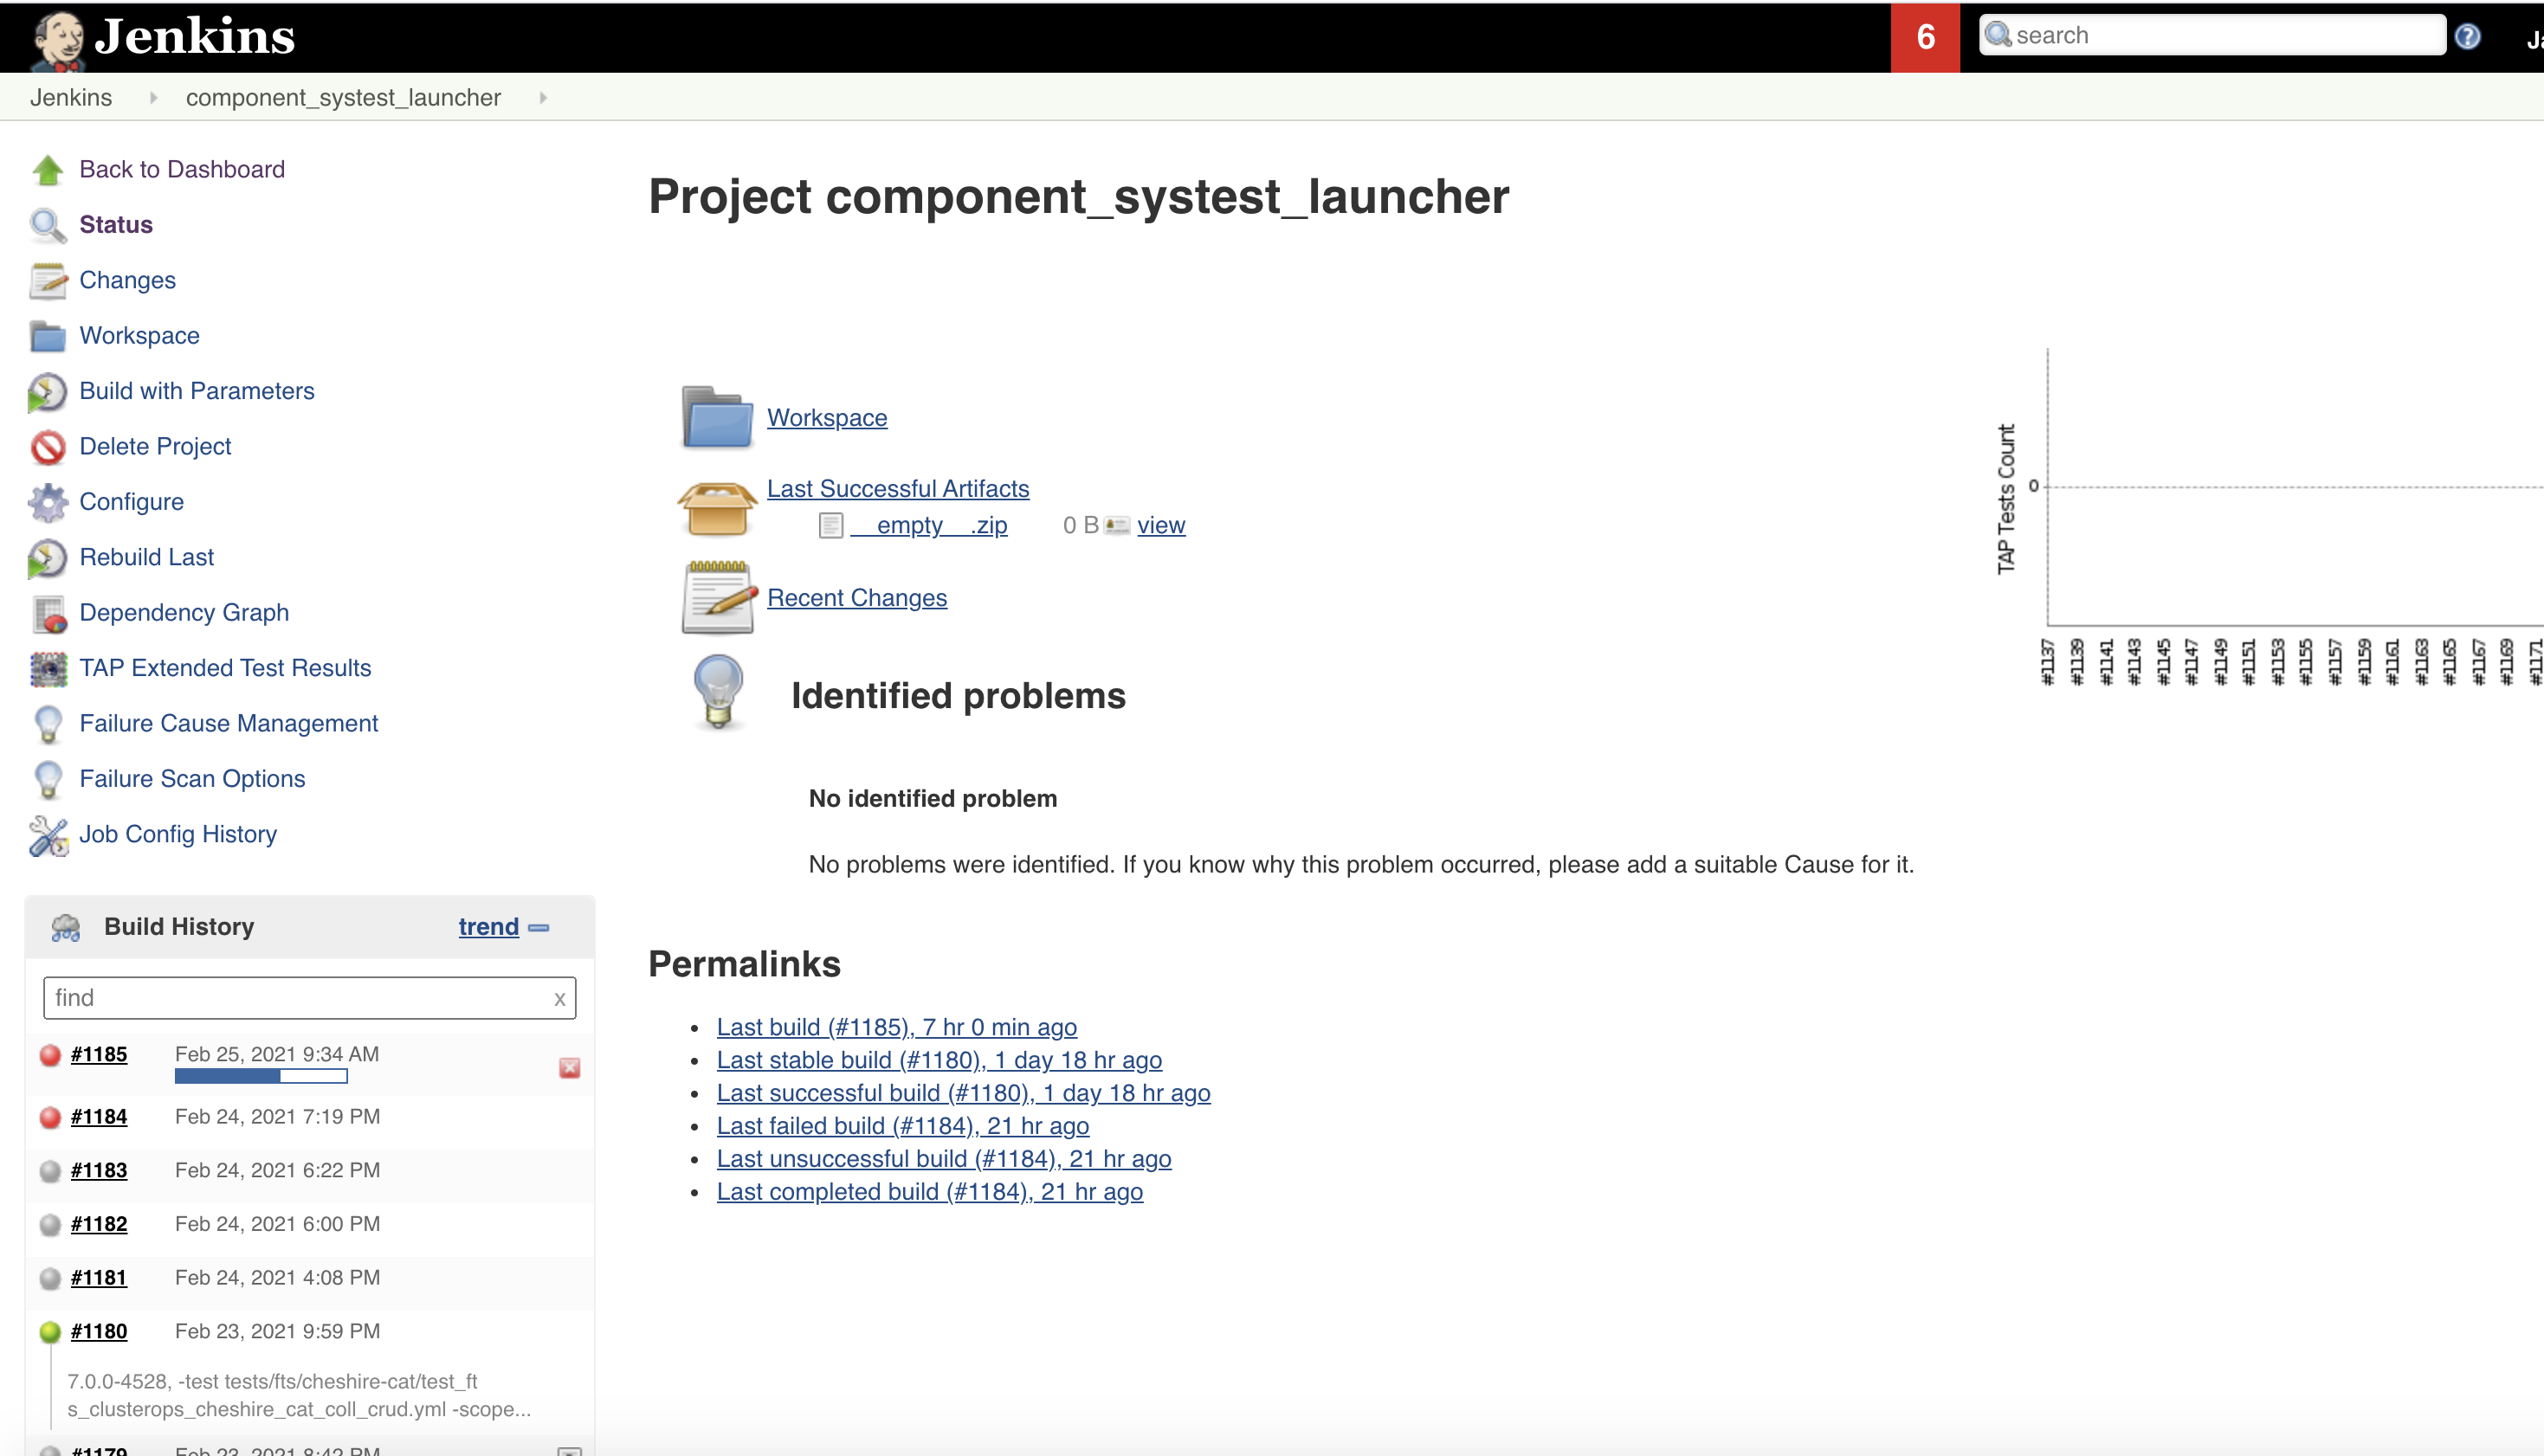 Jenkins
6
search
Jenkins component_systest_launcher
Back to Dashboard
Status
Changes
Workspace
Build with Parameters
Delete Project
Configure
Rebuild Last
Dependency Graph
TAP Extended Test Results
Failure Cause Management
Failure Scan Options
Job Config History
Build History trend
find x
#1185 Feb 25, 2021 9:34 AM
#1184 Feb 24, 2021 7:19 PM
#1183 Feb 24, 2021 6:22 PM
#1182 Feb 24, 2021 6:00 PM
#1181 Feb 24, 2021 4:08 PM
#1180 Feb 23, 2021 9:59 PM
7.0.0-4528, -test tests/fts/cheshire-cat/test_ft
s_clusterops_cheshire_cat_coll_crud.yml -scope...
#1179 Feb 23, 2021 8:42 PM
Project component_systest_launcher
Workspace
Last Successful Artifacts
__empty__.zip 0 B view
Recent Changes
Identified problems
No identified problem
No problems were identified. If you know why this problem occurred, please add a suitable Cause for it.
Permalinks
Last build (#1185), 7 hr 0 min ago
Last stable build (#1180), 1 day 18 hr ago
Last successful build (#1180), 1 day 18 hr ago
Last failed build (#1184), 21 hr ago
Last unsuccessful build (#1184), 21 hr ago
Last completed build (#1184), 21 hr ago
TAP Tests Count
0
#1137 #1139 #1141 #1143 #1145 #1147 #1149 #1151 #1153 #1155 #1157 #1159 #1161 #1163 #1165 #1167 #1169 #1171